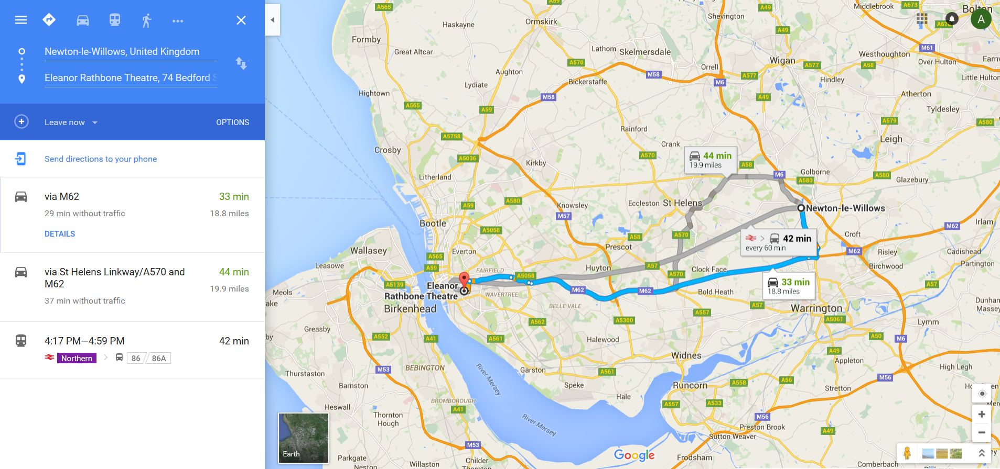 Newton-le-Willows, United Kingdom
Eleanor Rathbone Theatre, 74 Bedford S
Leave now
OPTIONS
Send directions to your phone
via M62
33 min
29 min without traffic
18.8 miles
DETAILS
via St Helens Linkway/A570 and
M62
44 min
19.9 miles
37 min without traffic
4:17 PM—4:59 PM
42 min
Northern
86
86A
A565
A59
A49
Middlebrook
A673
Bolton
Haskayne
Ormskirk
Shevington
A676
A
Formby
Great Altcar
Lathom
Skelmersdale
A49
M61
Westhoughton
Over Hulton
Farnw
Aughton
A570
Wigan
A577
A58
Orrell
M58
Lydiate
Bickerstaffe
M6
A577
Hindley
Little Hulton
Hightown
M58
A49
Atherton
A565
A59
Tyldesley
A579
A580
Rainford
A5758
Crank
Leigh
Crosby
A5036
A570
44 min
19.9 miles
A58
Kirkby
Litherland
M6
Golborne
A580
A580
Glazebury
A59
A580
Knowsley
Eccleston
St Helens
Newton-le-Willows
M57
Bootle
A5058
A58
A570
Croft
M62
Irlam
42 min
every 60 min
Wallasey
Everton
Prescot
M62
Risley
Cadishead
A565
Leasowe
A59
FAIRFIELD
A5058
Huyton
A57
Clock Face
Birchwood
Partington
A570
A5139
Eleanor
Rathbone Theatre
WAVERTREE
M62
M62
33 min
18.8 miles
Bold Heath
A57
Meols
ake
Birkenhead
BELLE VALE
A57
Warrington
Dunham
Massey
A562
A5300
A557
A5061
Lymm
Greasby
rby
A552
A41
A561
Halewood
A50
M6
Widnes
A49
Appleton
M53
BEBINGTON
River Mersey
Garston
A561
High Legh
Thurstaston
M56
Barnston
Speke
Runcorn
A558
A56
Stretton
Hale
BROMBOROUGH
Heswall
A41
A557
A533
Mer
Thornton
Hough
River Mersey
M56
Preston Brook
Sutton Weaver
A49
M53
Earth
Google
Frodsham
Parkgate
Neston
Willaston
Childer
Thornton
Comberbach